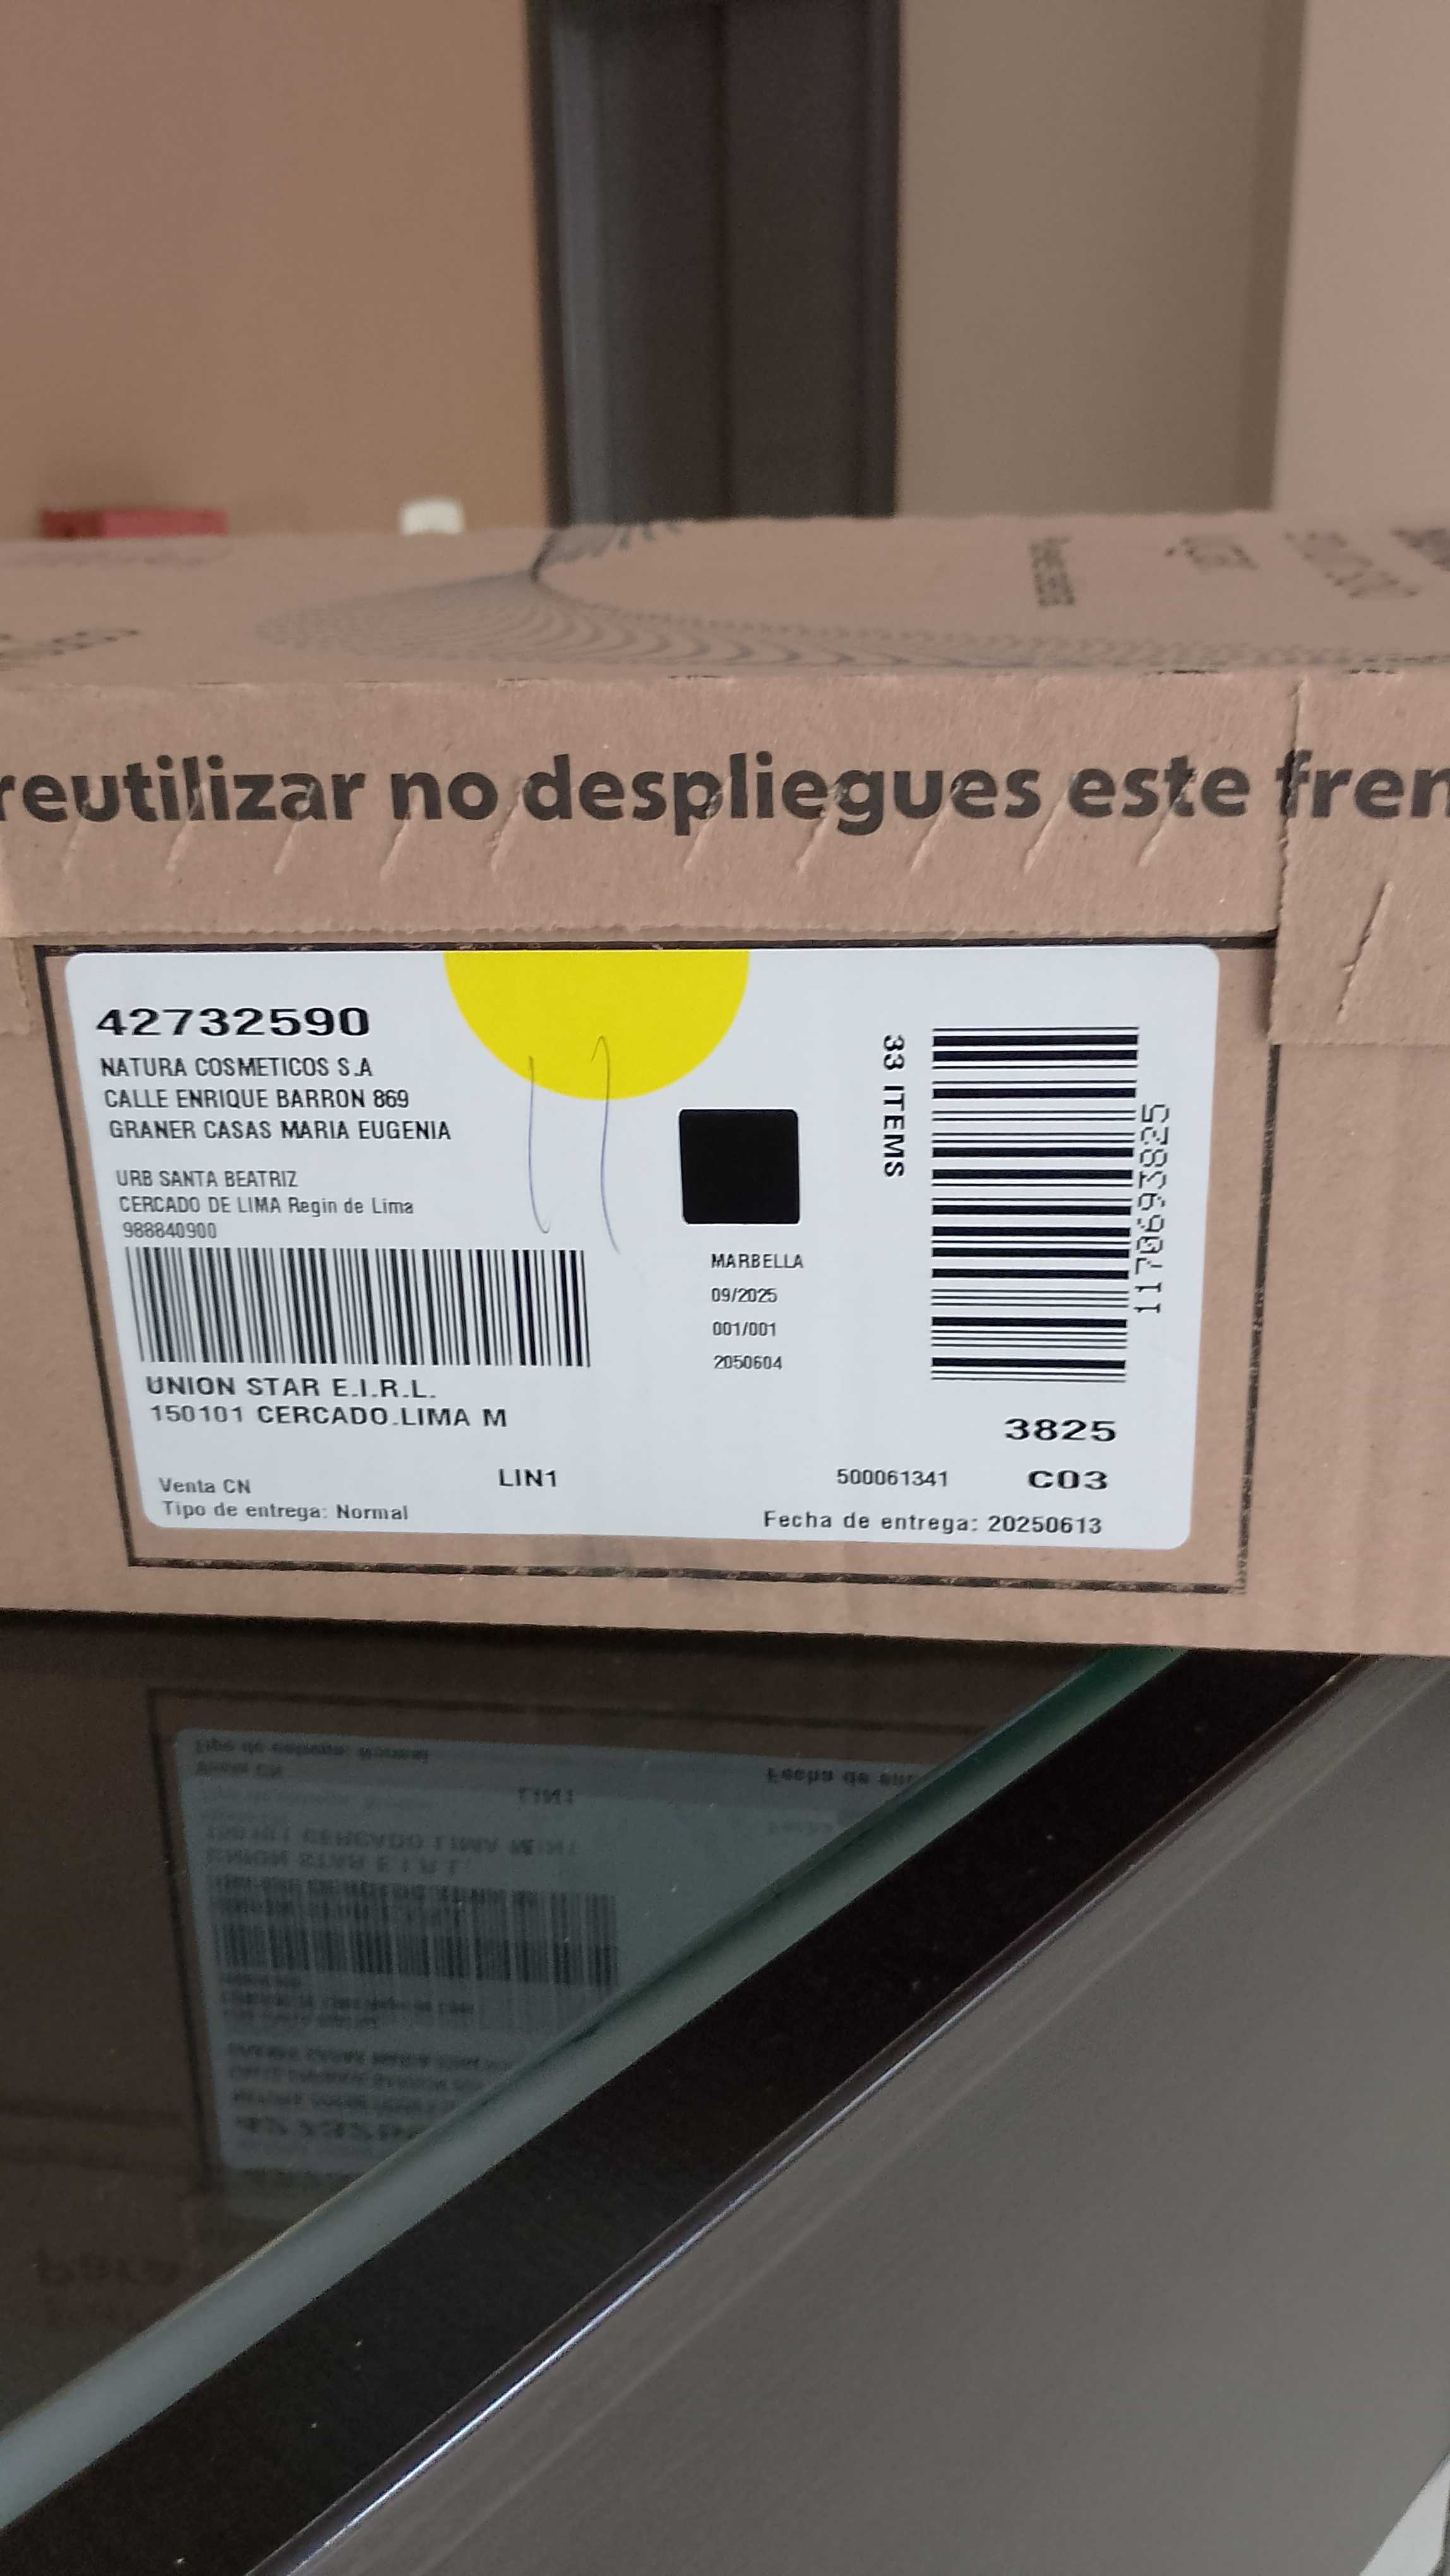 reutilizar no despliegues este fren
42732590
NATURA COSMETICOS S.A
CALLE ENRIQUE BARRON 869
GRANER CASAS MARIA EUGENIA
URB SANTA BEATRIZ
CERCADO DE LIMA Regin de Lima
988840900
UNION STAR E.I.R.L.
150101 CERCADO.LIMA M
Venta CN
Tipo de entrega: Normal
LIN1
MARBELLA
09/2025
001/001
2050604
33 ITEMS
1170693825
3825
500061341 C03
Fecha de entrega: 20250613